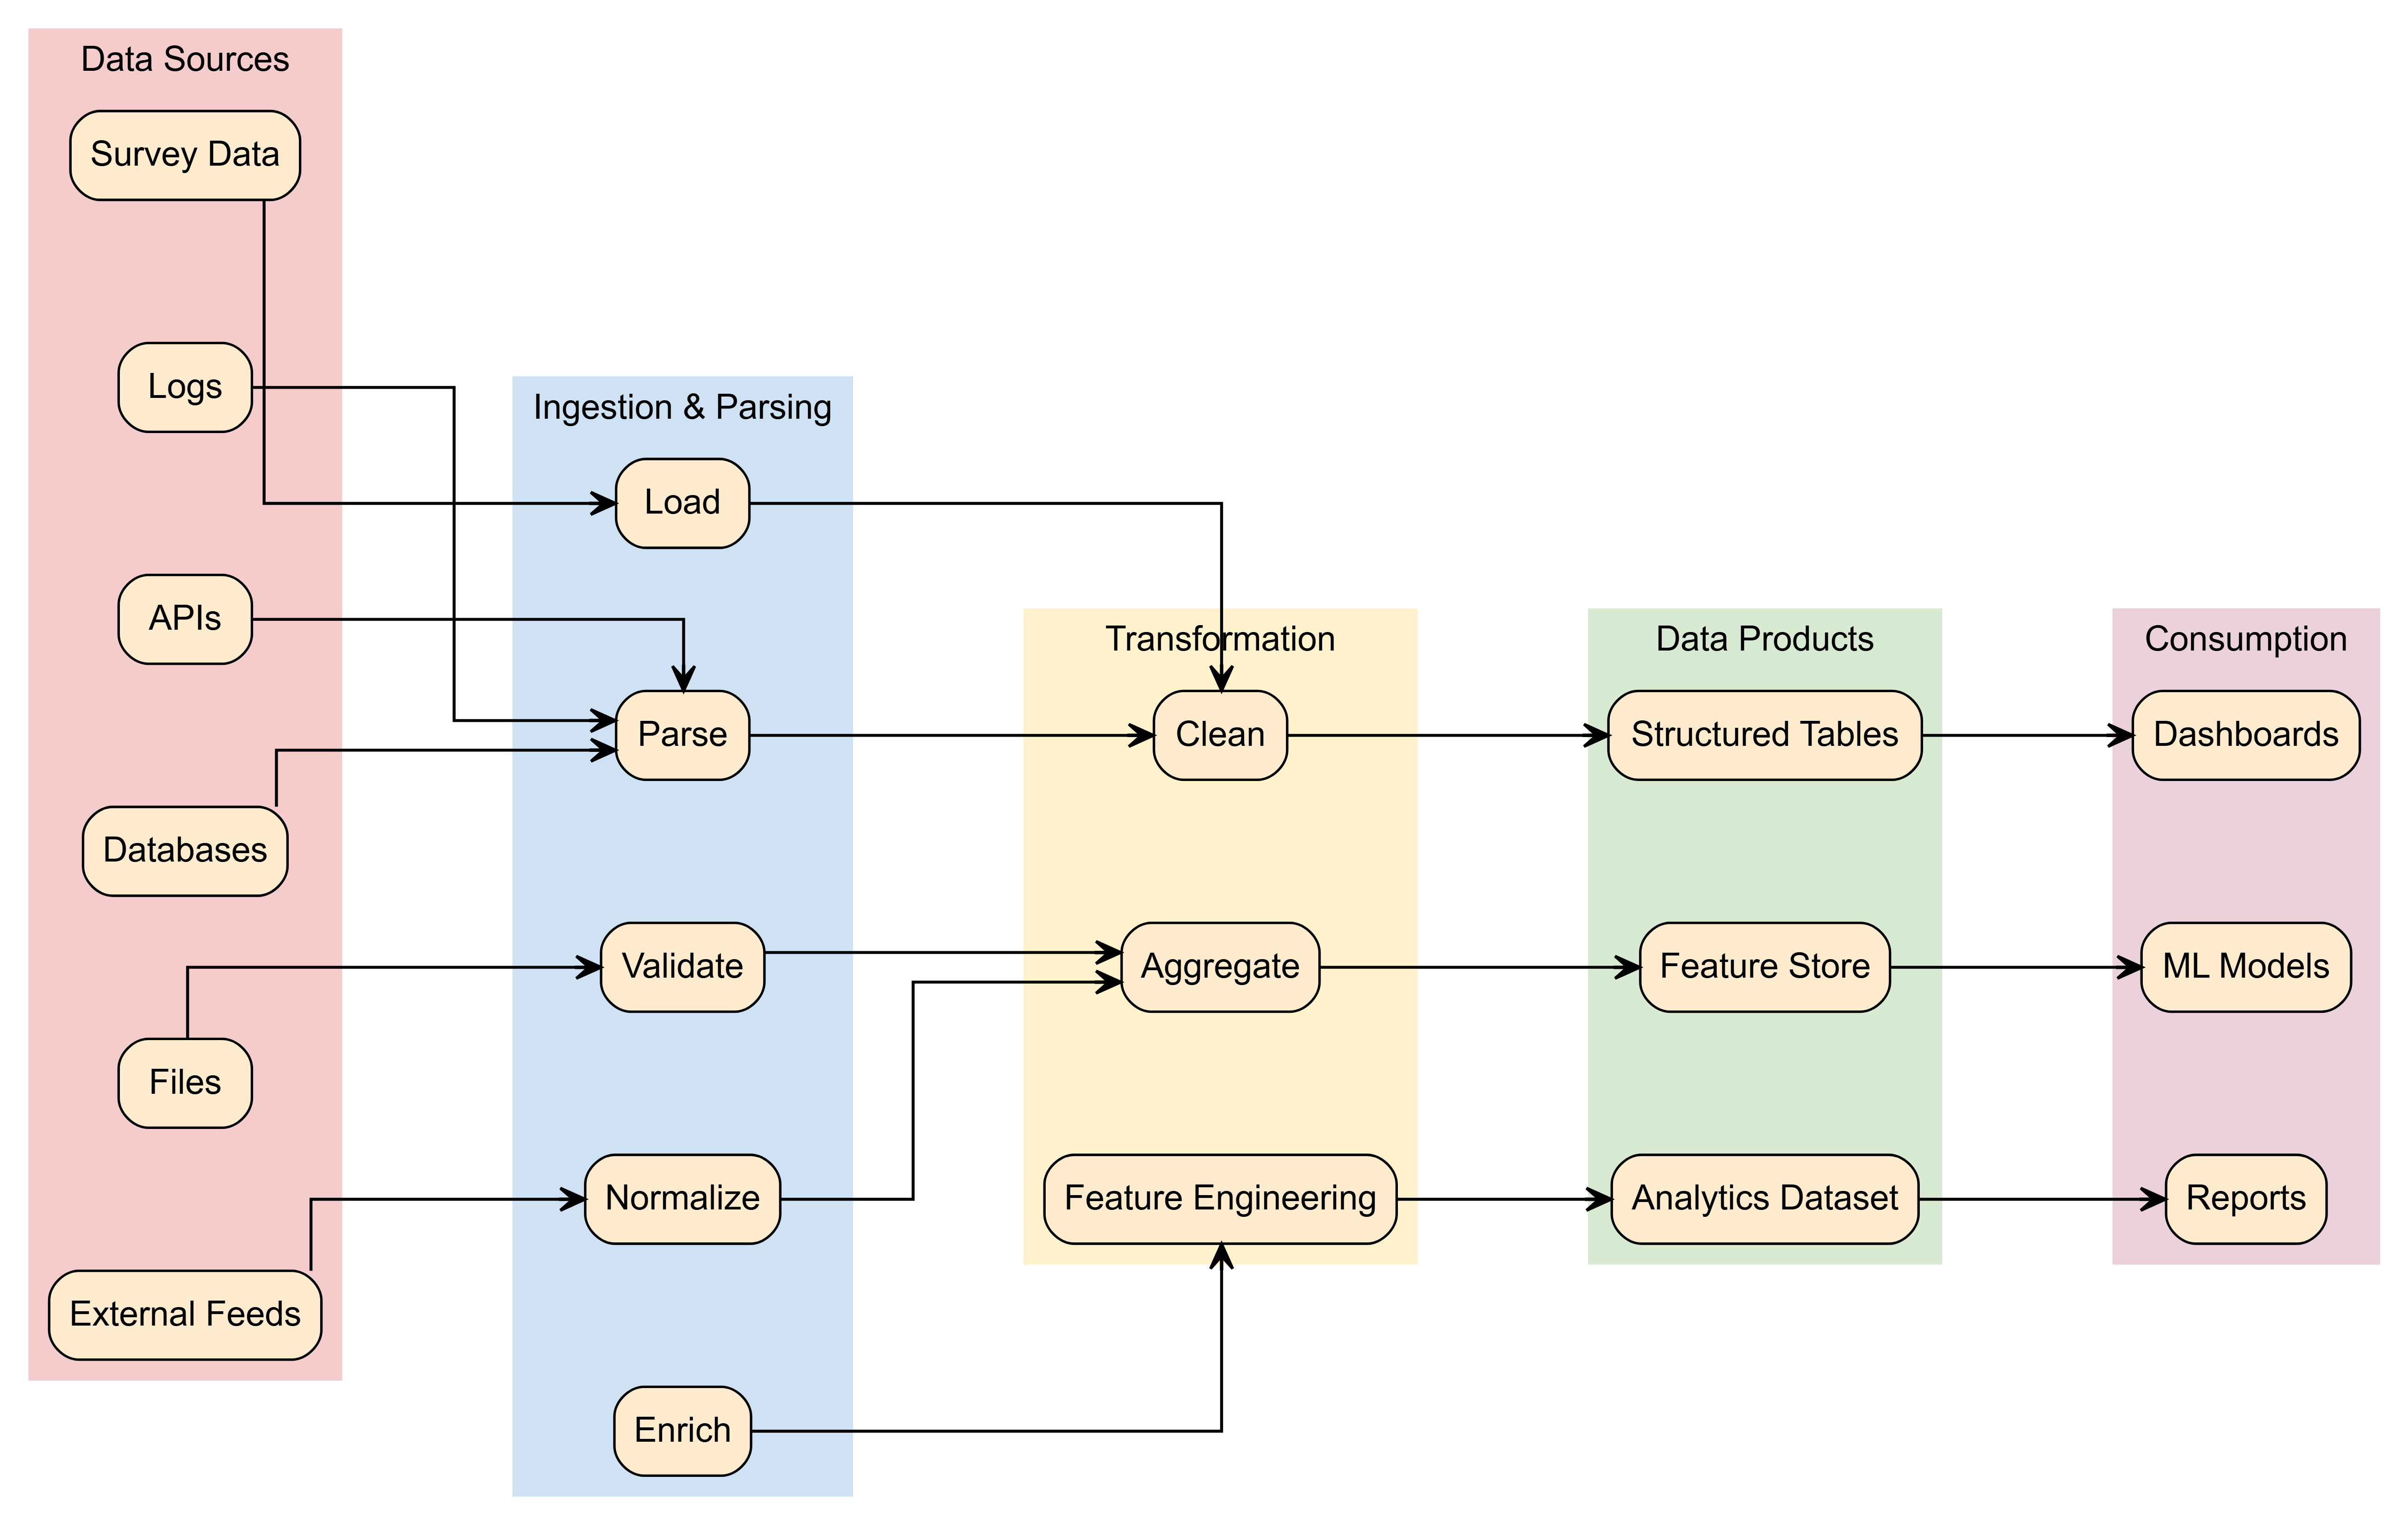 Data Sources
Survey Data
Logs
APIs
Databases
Files
External Feeds
Ingestion & Parsing
Load
Parse
Validate
Normalize
Enrich
Transformation
Clean
Aggregate
Feature Engineering
Data Products
Structured Tables
Feature Store
Analytics Dataset
Consumption
Dashboards
ML Models
Reports